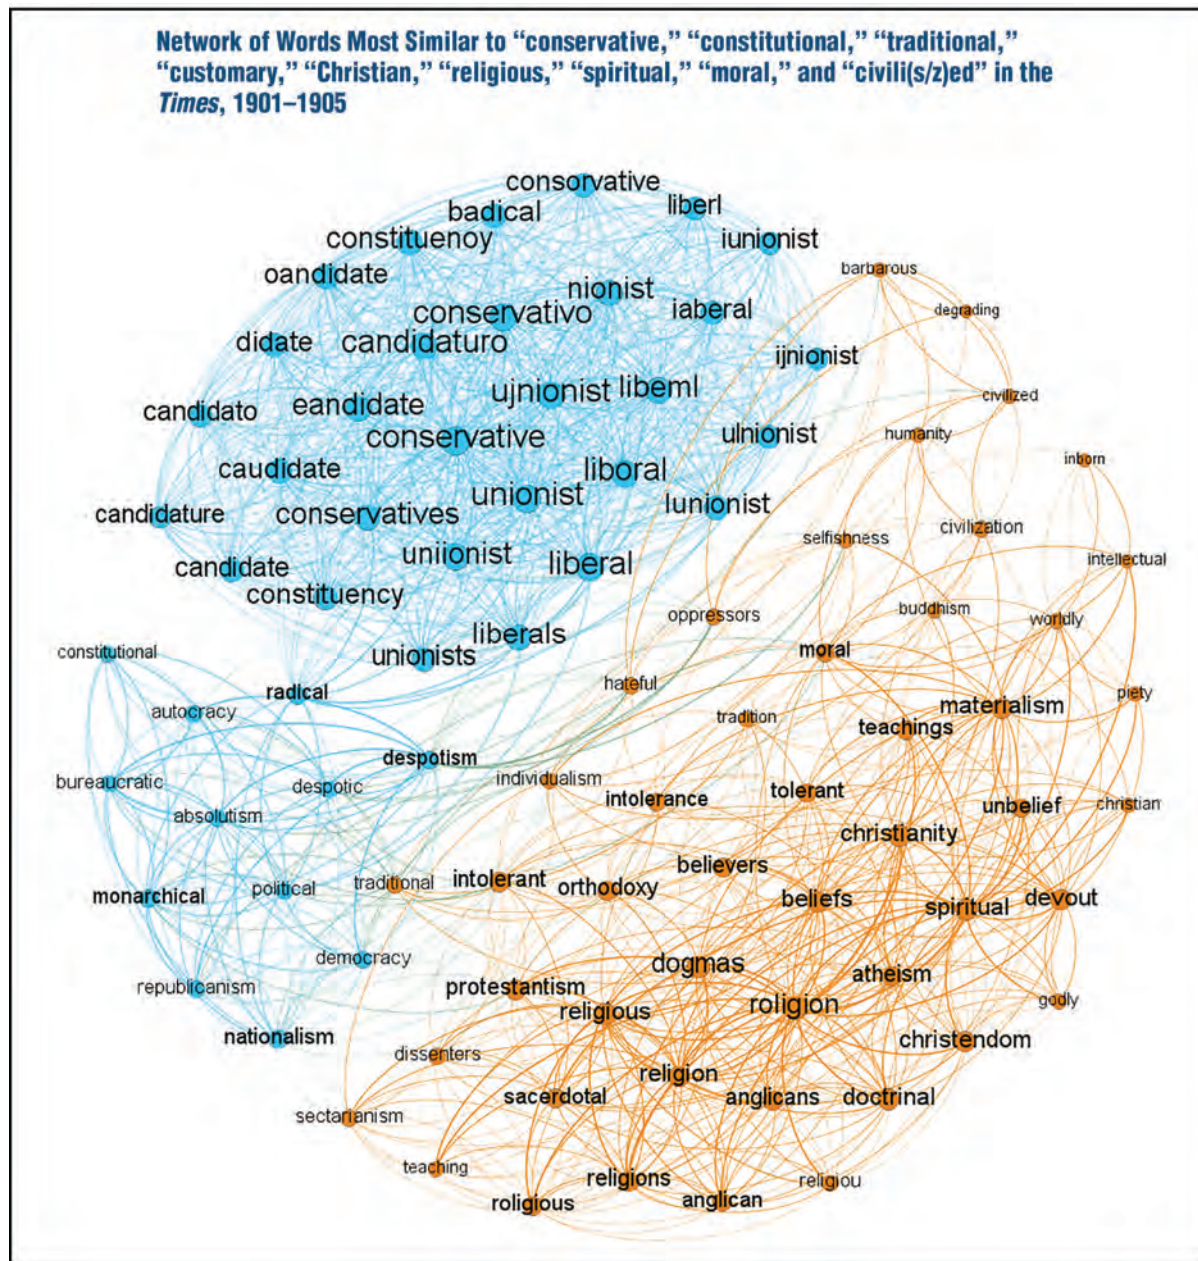 Network of Words Most Similar to “conservative,” “constitutional,” “traditional,”
“customary,” “Christian,” “religious,” “spiritual,” “moral,” and “civili(s/z)ed” in the
Times, 1901–1905
consorvative
badical
liberl
constituenoy
iunionist
barbarous
oandidate
nionist
degrading
conservativo
iaberal
didate
candidaturo
ijnionist
ujnionist
libeml
civilized
candidato
eandidate
conservative
ulnionist
humanity
inborn
caudidate
liboral
unionist
lunionist
candidature
conservatives
civilization
selfishness
uniionist
liberal
intellectual
candidate
constituency
buddhism
oppressors
worldly
liberals
constitutional
unionists
moral
radical
hateful
piety
autocracy
tradition
materialism
teachings
despotism
bureaucratic
despotic
individualism
intolerance
tolerant
unbelief
christian
absolutism
christianity
believers
monarchical
political
traditional
intolerant
orthodoxy
beliefs
spiritual
devout
democracy
dogmas
atheism
republicanism
protantism
religious
roligion
godly
nationalism
christendom
dissenters
religion
sacerdotal
anglicans
doctrinal
sectarianism
teaching
religions
religiou
roligious
anglican